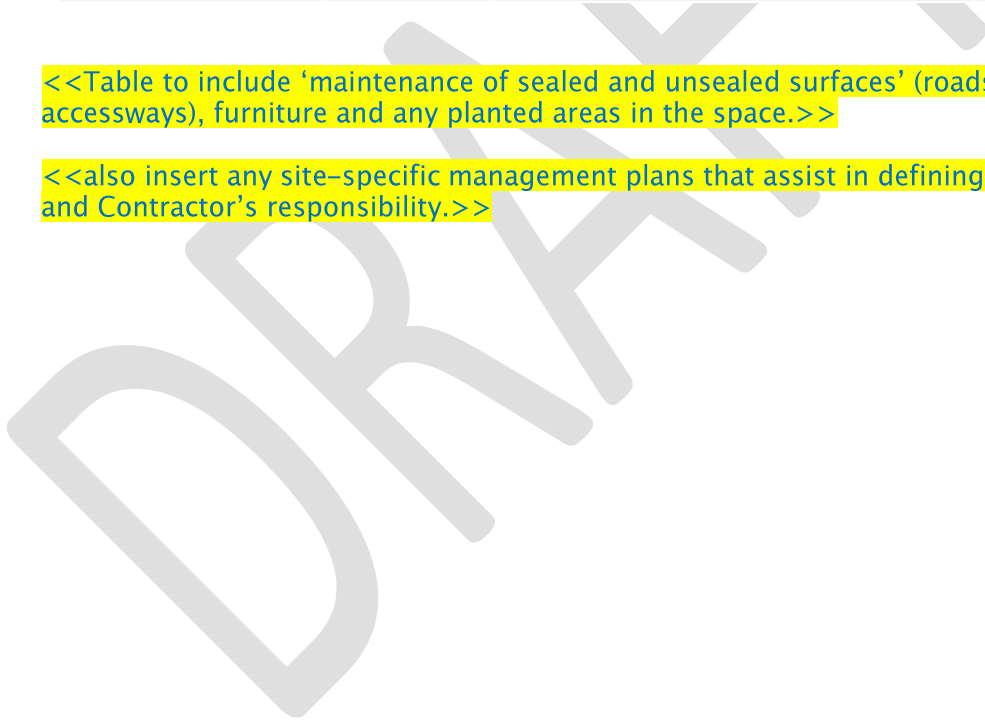 <<Table to include ‘maintenance of sealed and unsealed surfaces’ (roads
accessways), furniture and any planted areas in the space.>>
<<also insert any site-specific management plans that assist in defining
and Contractor’s responsibility.>>
DRAFT